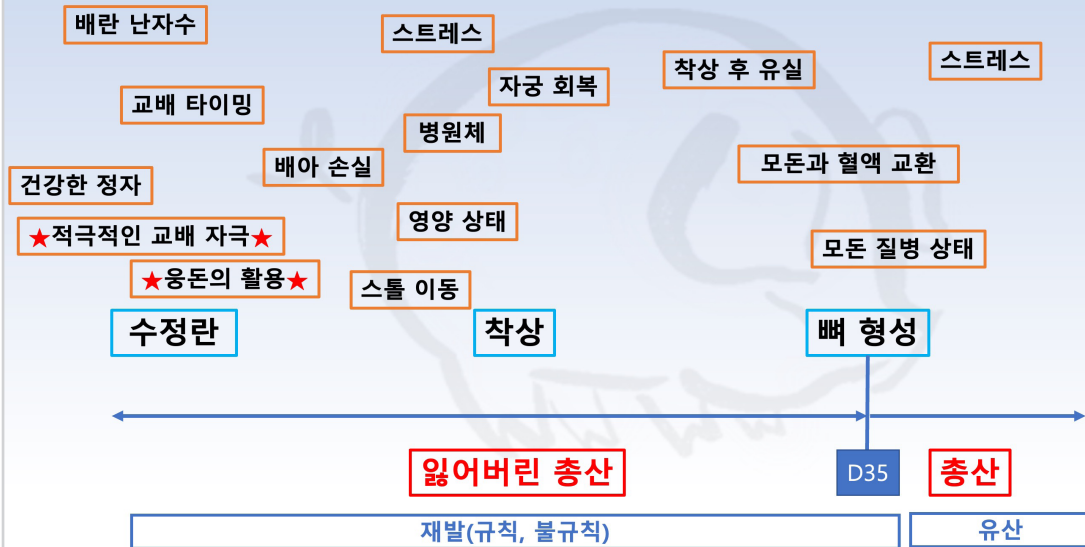 배란 난자수
스트레스
착상 후 유실
스트레스
자궁 회복
교배 타이밍
병원체
배아 손실
모돈과 혈액 교환
건강한 정자
영양 상태
★적극적인 교배 자극★
모돈 질병 상태
★웅돈의 활용★
스톨 이동
수정란
착상
뼈 형성
잃어버린 총산
D35
총산
재발(규칙, 불규칙)
유산